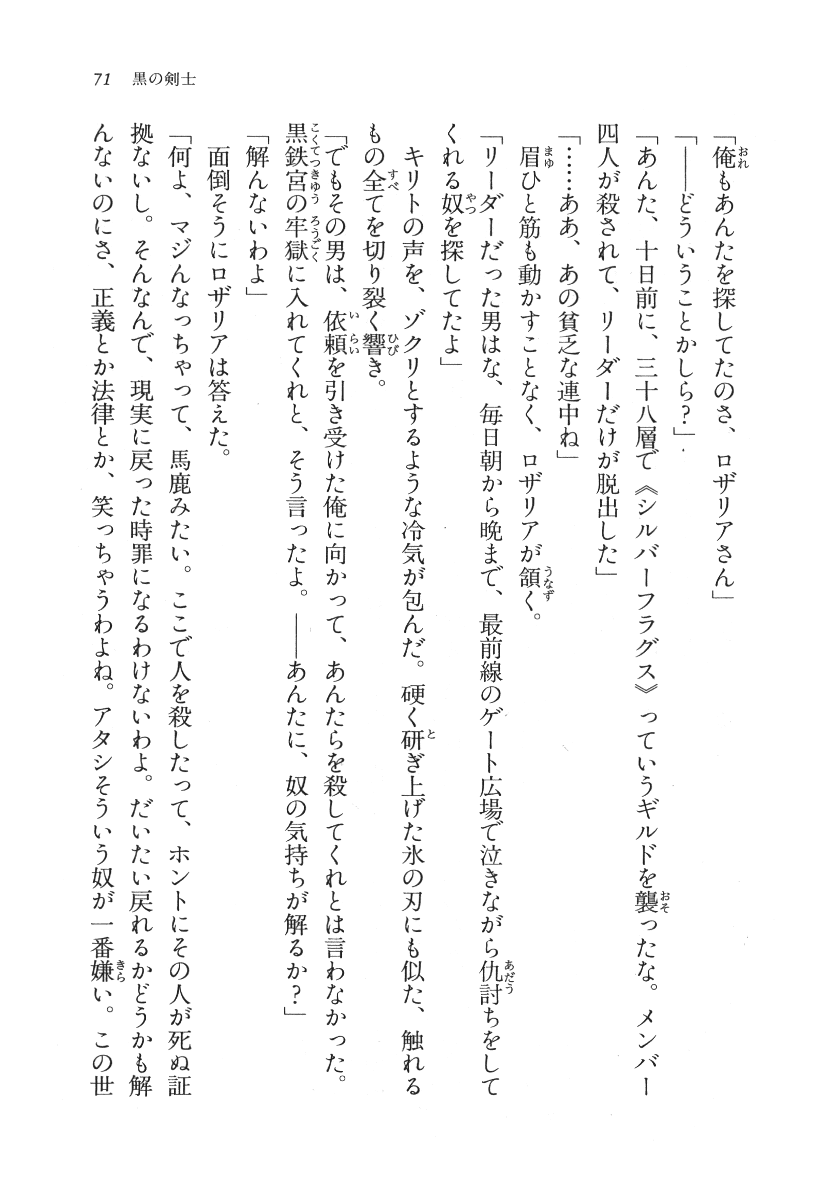 71 黒の剣士
「俺もあんたを探してたのさ、ロザリアさん」
「――どういうことかしら？」
「あんた、十日前に、三十八層で《シルバーフラグス》っていうギルドを襲ったな。メンバー
四人が殺されて、リーダーだけが脱出した」
「……ああ、あの貧乏な連中ね」
眉ひと筋も動かすことなく、ロザリアが頷く。
「リーダーだった男はな、毎日朝から晩まで、最前線のゲート広場で泣きながら仇討ちをして
くれる奴を探してたよ」
キリトの声を、ゾクリとするような冷気が包んだ。硬く研ぎ上げた氷の刃にも似た、触れる
もの全てを切り裂く響き。
「でもその男は、依頼を引き受けた俺に向かって、あんたらを殺してくれとは言わなかった。
黒鉄宮の牢獄に入れてくれと、そう言ったよ。――あんたに、奴の気持ちが解るか？」
「解んないわよ」
面倒そうにロザリアは答えた。
「何よ、マジんなっちゃって、馬鹿みたい。ここで人を殺したって、ホントにその人が死ぬ証
拠ないし。そんなんで、現実に戻った時罪になるわけないわよ。だいたい戻れるかどうかも解
んないのにさ、正義とか法律とか、笑っちゃうわよね。アタシそういう奴が一番嫌い。この世